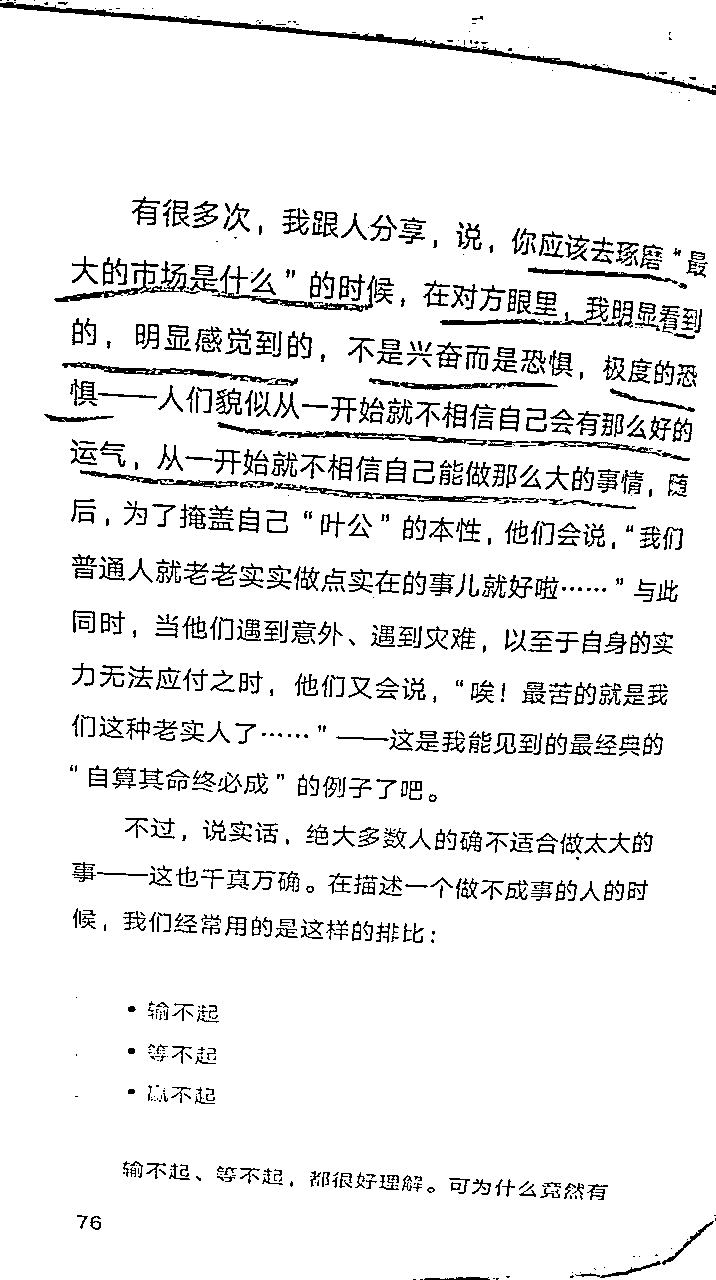 有很多次，我跟人分享，说，你应该去琢磨“最
大的市场是什么”的时候，在对方眼里，我明显看到
的，明显感觉到的，不是兴奋而是恐惧，极度的恐
惧——人们貌似从一开始就不相信自己会有那么好的
运气，从一开始就不相信自己能做那么大的事情，随
后，为了掩盖自己“叶公”的本性，他们会说，“我们
普通人就老老实实做点实在的事儿就好啦……”与此
同时，当他们遇到意外、遇到灾难，以至于自身的实
力无法应付之时，他们又会说，“唉！最苦的就是我
们这种老实人了……”——这是我能见到的最经典的
“自算其命终必成”的例子了吧。
不过，说实话，绝大多数人的确不适合做太大的
事——这也千真万确。在描述一个做不成事的人的时
候，我们经常用的是这样的排比：
• 输不起
• 等不起
• 赢不起
输不起、等不起，都很好理解。可为什么竟然有
76